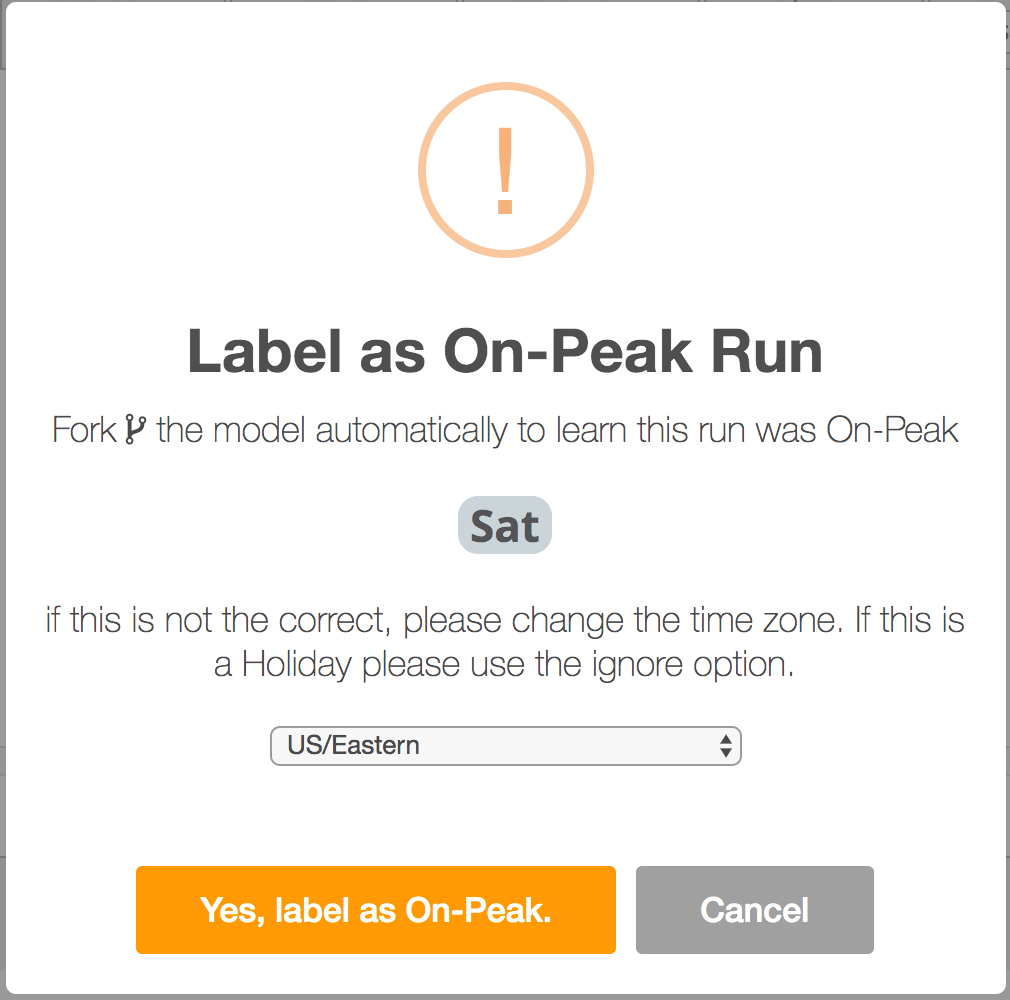 !
Label as On-Peak Run
Fork the model automatically to learn this run was On-Peak
Sat
if this is not the correct, please change the time zone. If this is
a Holiday please use the ignore option.
US/Eastern
Yes, label as On-Peak.
Cancel